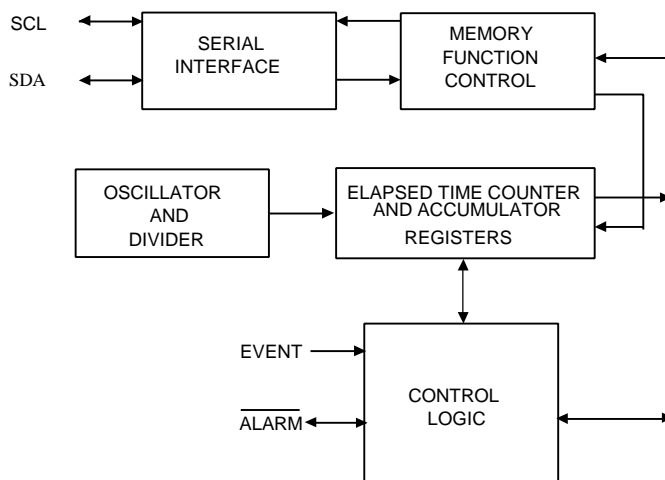 SCL
SERIAL
INTERFACE
SDA
MEMORY
FUNCTION
CONTROL
OSCILLATOR
AND
DIVIDER
ELAPSED TIME COUNTER
AND ACCUMULATOR
REGISTERS
EVENT
ALARM
CONTROL
LOGIC